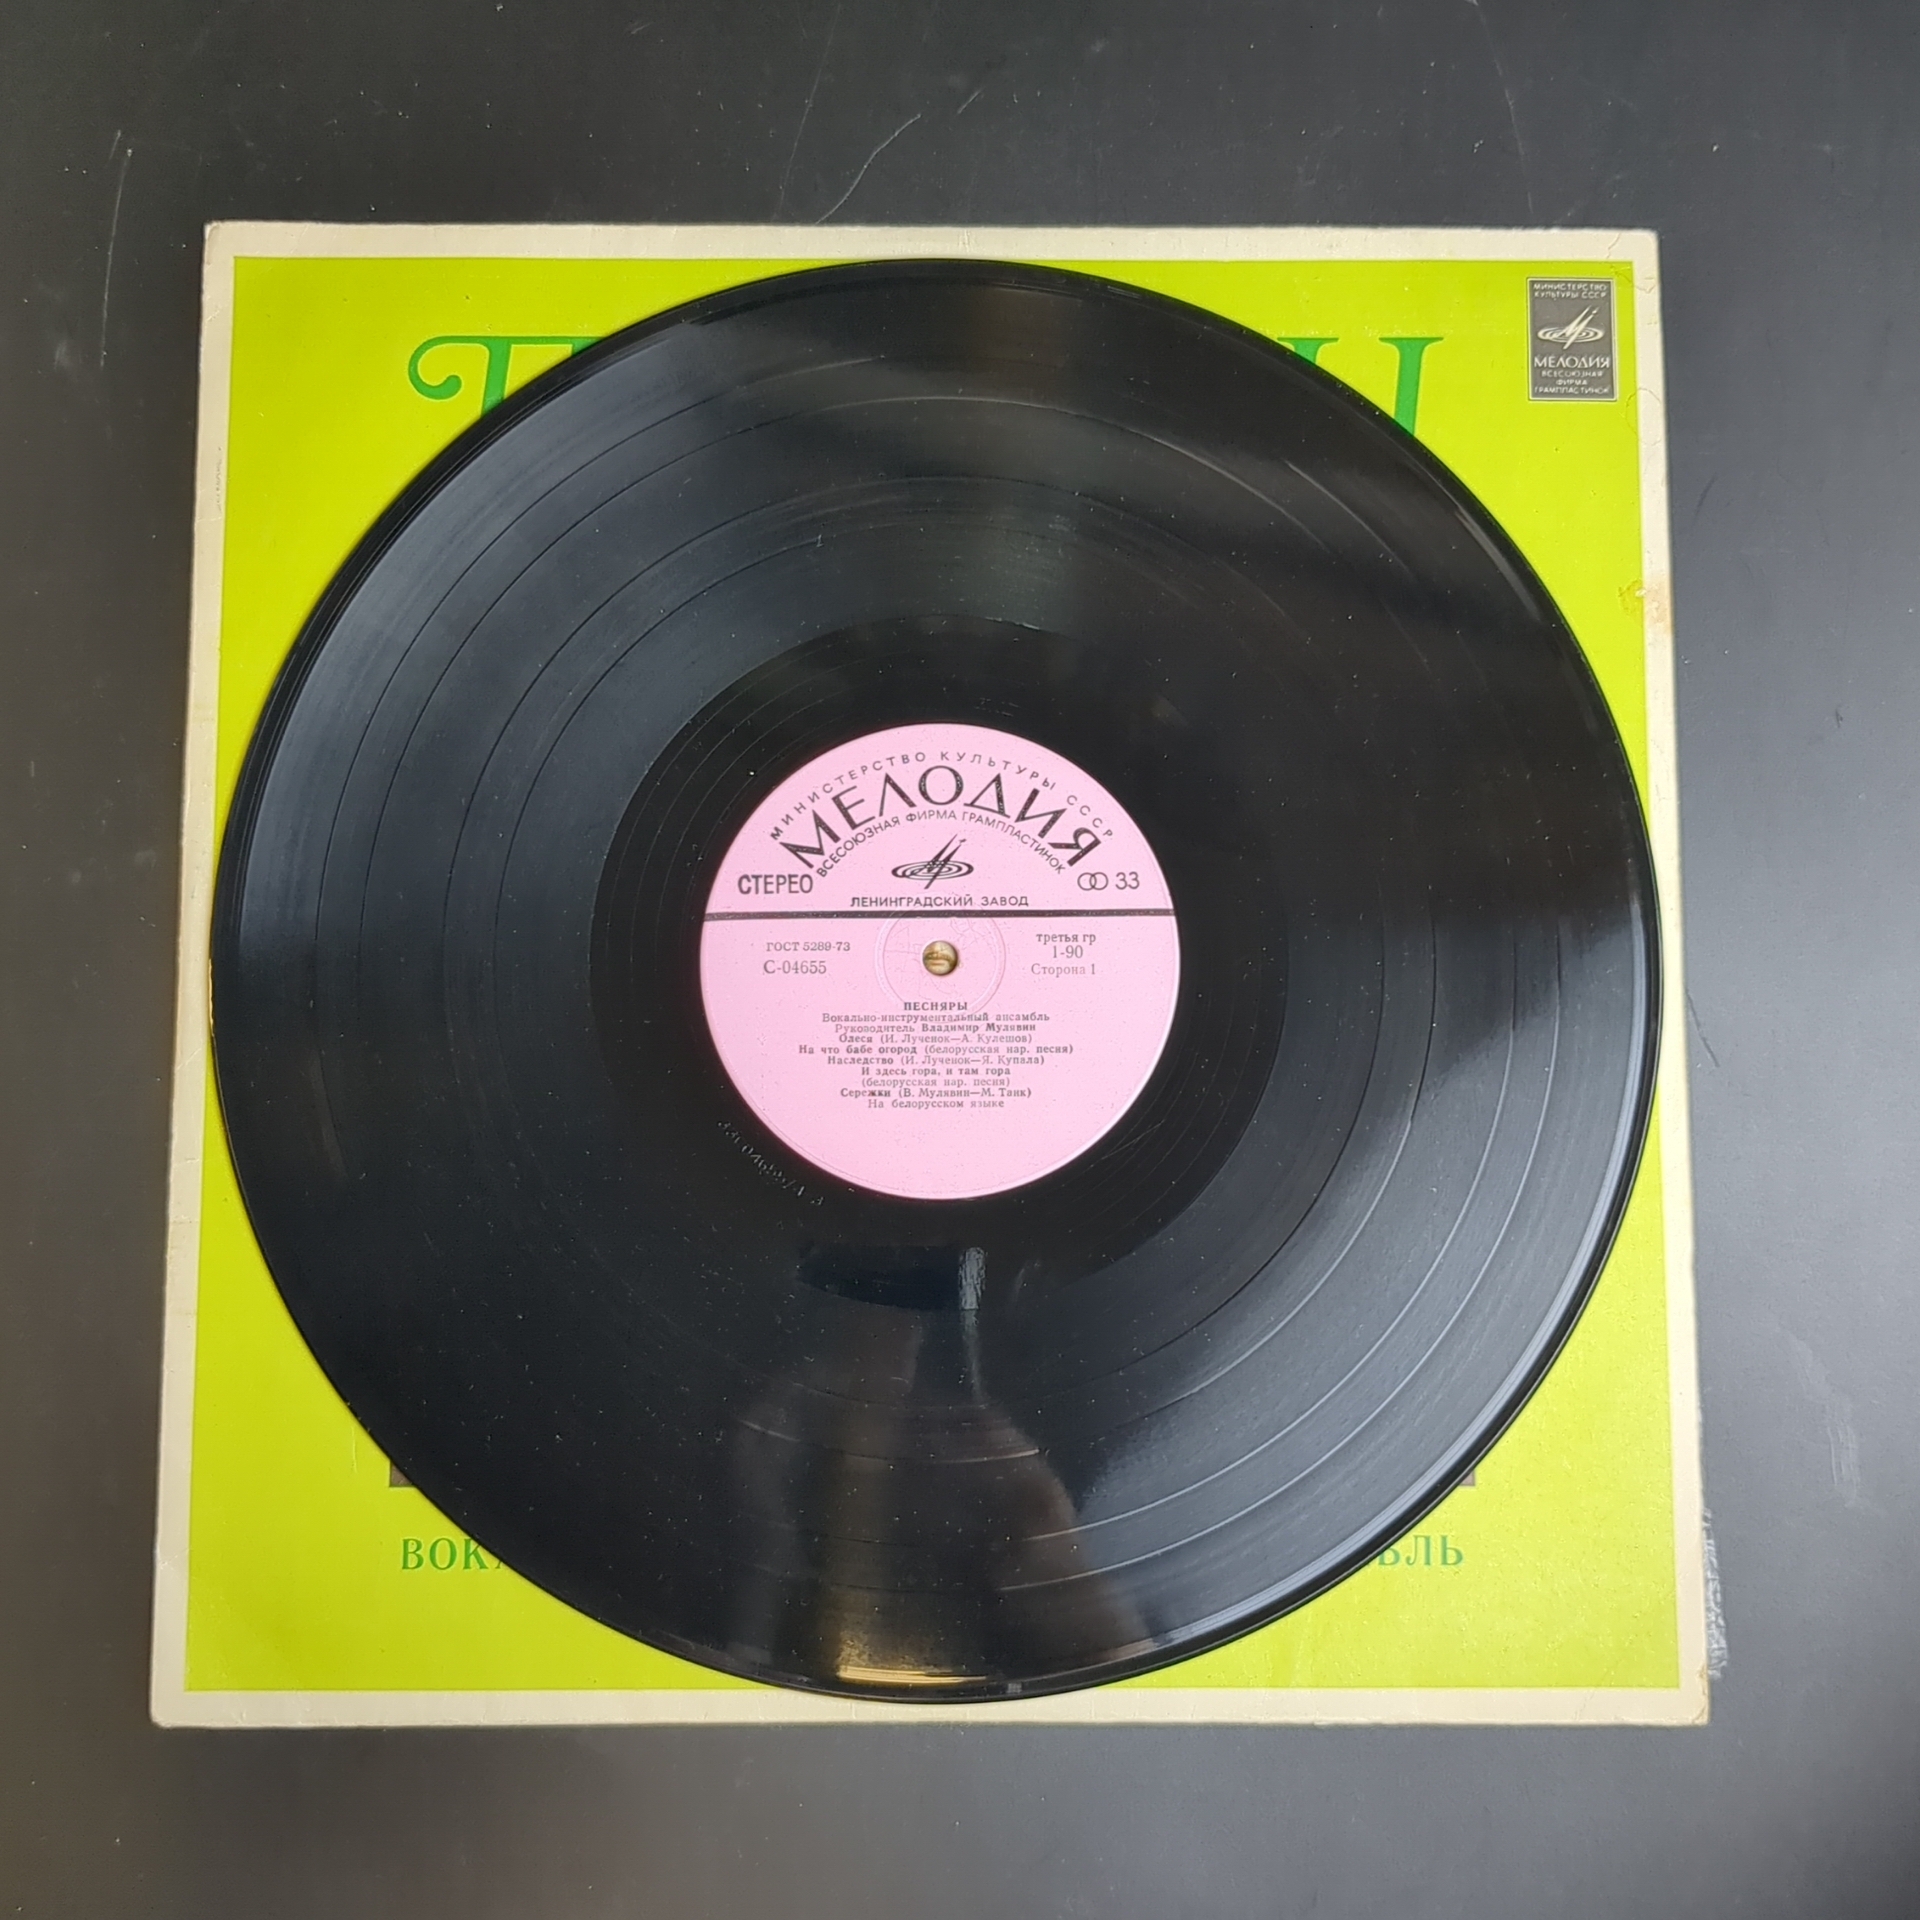 МИНИСТЕРСТВО
КУЛЬТУРЫ СССР
МЕЛОДИЯ
ВСЕСОЮЗНАЯ
ФИРМА
ГРАМПЛАСТИНОК
МИНИСТЕРСТВО КУЛЬТУРЫ СССР
МЕЛОДИЯ
ВСЕСОЮЗНАЯ ФИРМА ГРАМПЛАСТИНОК
СТЕРЕО
33
ЛЕНИНГРАДСКИЙ ЗАВОД
ГОСТ 5289-73
С-04655
третья гр
1-90
Сторона 1
ПЕСНЯРЫ
Вокально-инструментальный ансамбль
Руководитель Владимир Мулявин
Олеся (И. Лученок—А. Кулешов)
На что бабе огород (белорусская нар. песня)
Наследство (И. Лученок—Я. Купала)
И здесь гора, и там гора
(белорусская нар. песня)
Сережки (В. Мулявин—М. Танк)
На белорусском языке